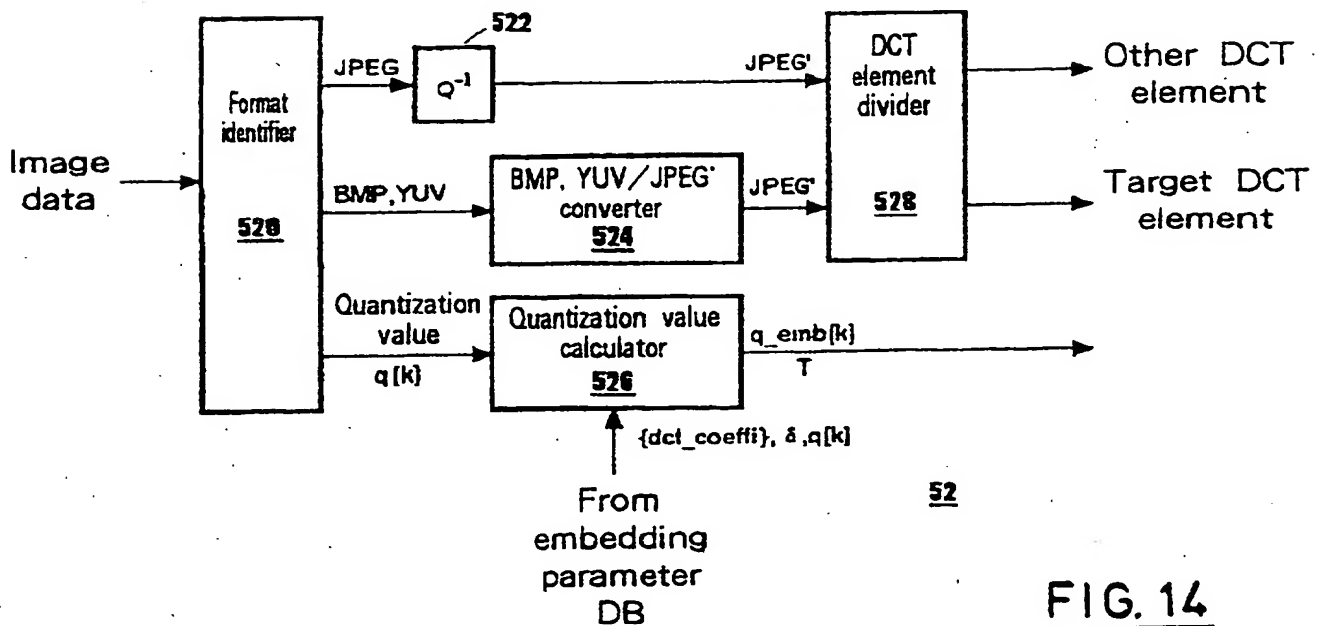 Image
data
Format
identifier
520
JPEG
522
Q⁻¹
JPEG'
BMP, YUV
BMP, YUV/JPEG'
converter
524
JPEG'
DCT
element
divider
528
Other DCT
element
Target DCT
element
Quantization
value
q[k]
Quantization value
calculator
526
q_emb[k]
T
{dct_coeffi}, δ, q[k]
From
embedding
parameter
DB
52
FIG. 14